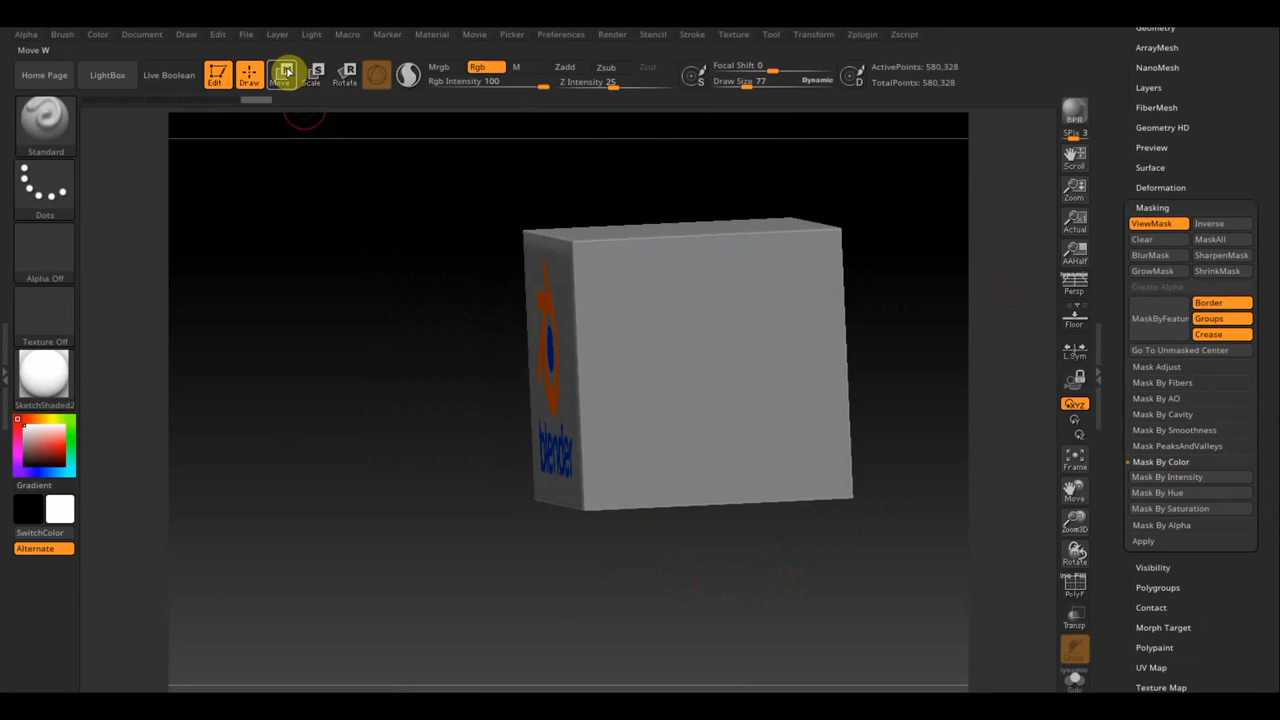 Alpha Brush Color Document Draw Edit File Layer Light Macro Marker Material Movie Picker Preferences Render Stencil Stroke Texture Tool Transform Zplugin Zscript
Move W
Home Page LightBox Live Boolean Edit Draw Move Scale Rotate
Mrgb Rgb M Zadd Zsub Zcut
Rgb Intensity 100 Z Intensity 25
S Focal Shift 0
Draw Size 77 Dynamic
D ActivePoints: 580,328
TotalPoints: 580,328
Standard
Dots
Alpha Off
Texture Off
SketchShaded2
Gradient
SwitchColor
Alternate
blender
BPR
SPix 3
Scroll
Zoom
Actual
AAHalf
Dynamic
Persp
Floor
L.Sym
XYZ
Y
Z
Frame
Move
Zoom3D
Rotate
PolyF
Transp
Solo
Geometry
ArrayMesh
NanoMesh
Layers
FiberMesh
Geometry HD
Preview
Surface
Deformation
Masking
ViewMask Inverse
Clear MaskAll
BlurMask SharpenMask
GrowMask ShrinkMask
Create Alpha
MaskByFeatur Border
Groups
Crease
Go To Unmasked Center
Mask Adjust
Mask By Fibers
Mask By AO
Mask By Cavity
Mask By Smoothness
Mask PeaksAndValleys
Mask By Color
Mask By Intensity
Mask By Hue
Mask By Saturation
Mask By Alpha
Apply
Visibility
Polygroups
Contact
Morph Target
Polypaint
UV Map
Texture Map